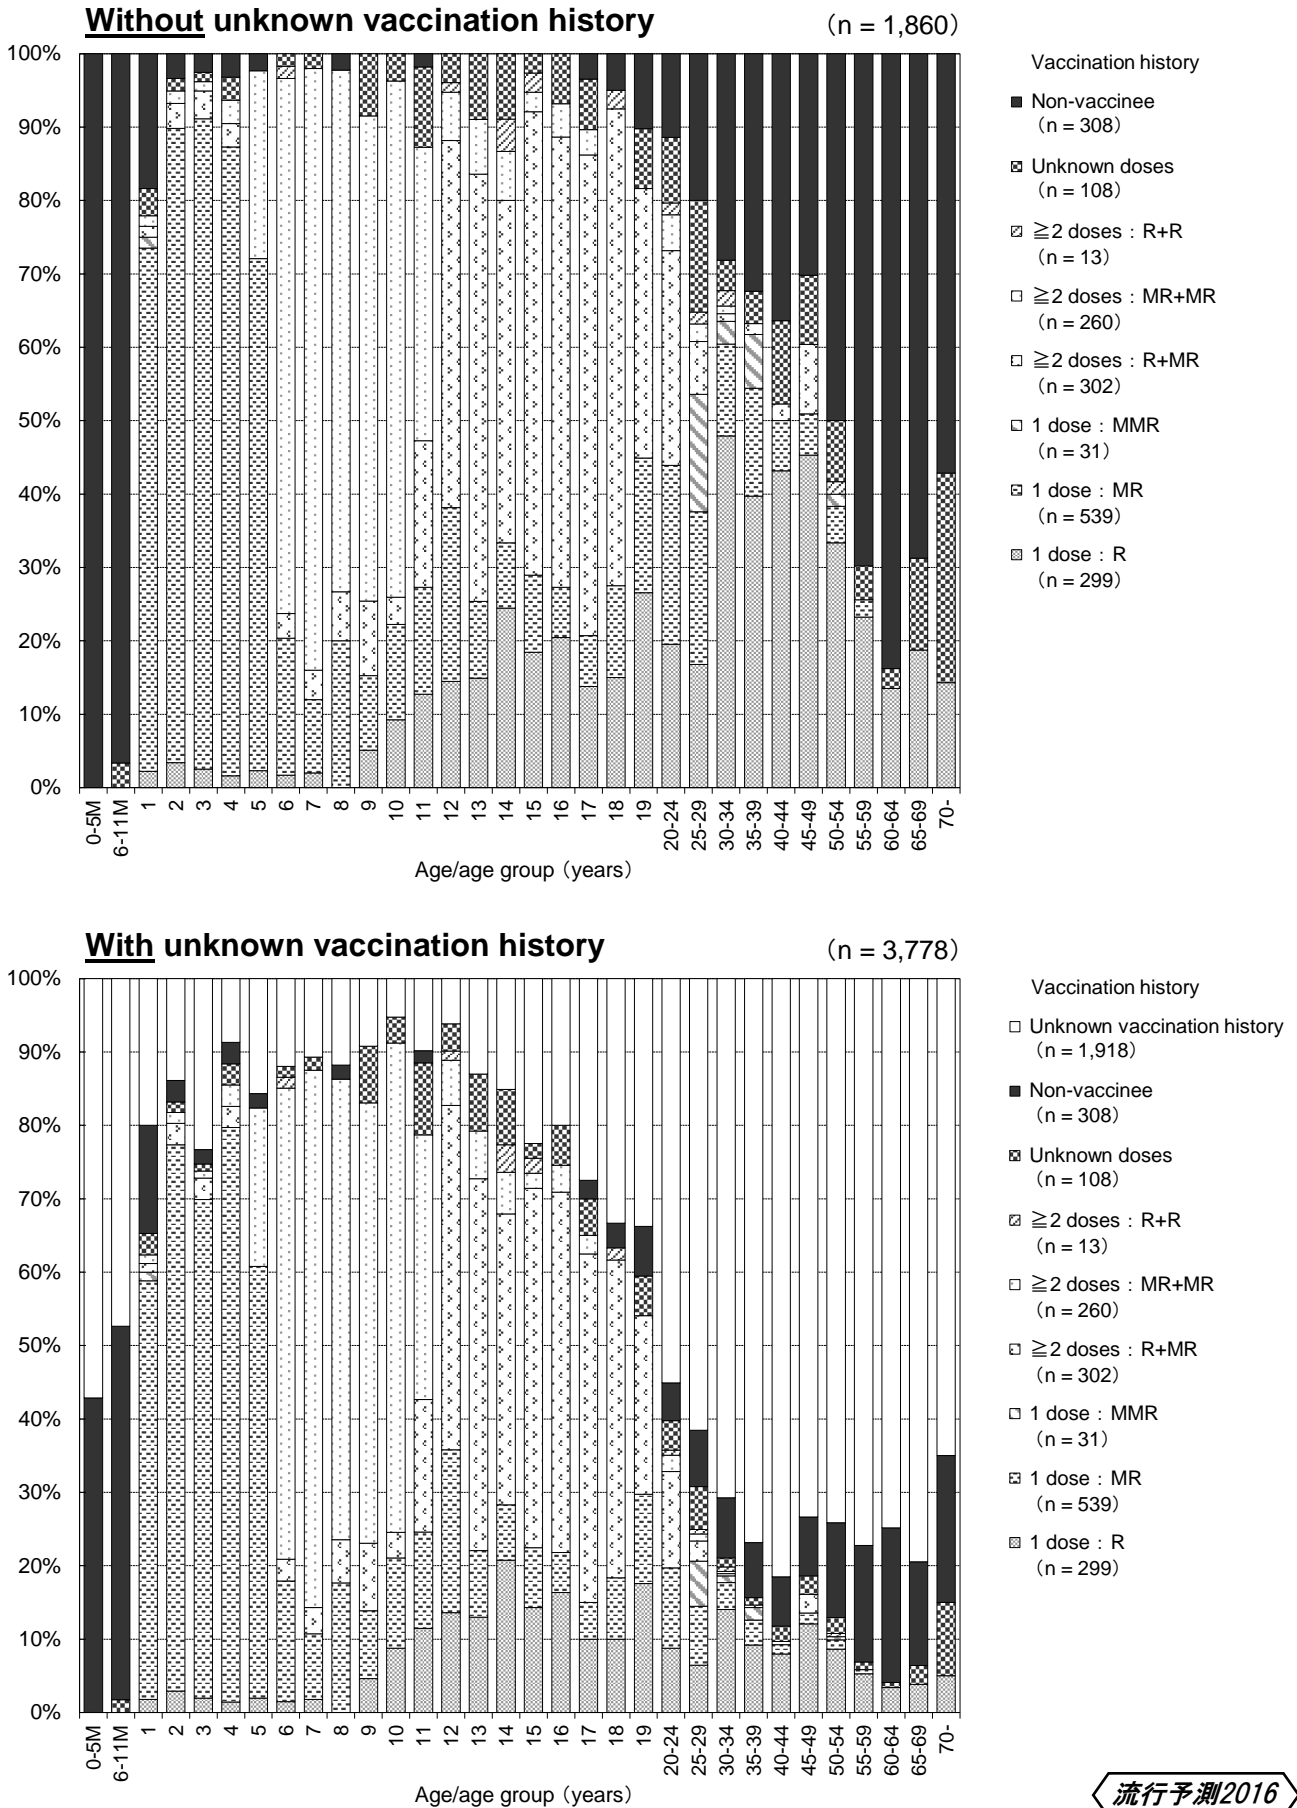 Without unknown vaccination history
（n = 1,860）
100%
90%
80%
70%
60%
50%
40%
30%
20%
10%
0%
0-5M
6-11M
1
2
3
4
5
6
7
8
9
10
11
12
13
14
15
16
17
18
19
20-24
25-29
30-34
35-39
40-44
45-49
50-54
55-59
60-64
65-69
70-
Age/age group（years）
Vaccination history
Non-vaccinee
（n = 308）
Unknown doses
（n = 108）
≧2 doses：R+R
（n = 13）
≧2 doses：MR+MR
（n = 260）
≧2 doses：R+MR
（n = 302）
1 dose：MMR
（n = 31）
1 dose：MR
（n = 539）
1 dose：R
（n = 299）
With unknown vaccination history
（n = 3,778）
100%
90%
80%
70%
60%
50%
40%
30%
20%
10%
0%
0-5M
6-11M
1
2
3
4
5
6
7
8
9
10
11
12
13
14
15
16
17
18
19
20-24
25-29
30-34
35-39
40-44
45-49
50-54
55-59
60-64
65-69
70-
Age/age group（years）
Vaccination history
Unknown vaccination history
（n = 1,918）
Non-vaccinee
（n = 308）
Unknown doses
（n = 108）
≧2 doses：R+R
（n = 13）
≧2 doses：MR+MR
（n = 260）
≧2 doses：R+MR
（n = 302）
1 dose：MMR
（n = 31）
1 dose：MR
（n = 539）
1 dose：R
（n = 299）
流行予測2016